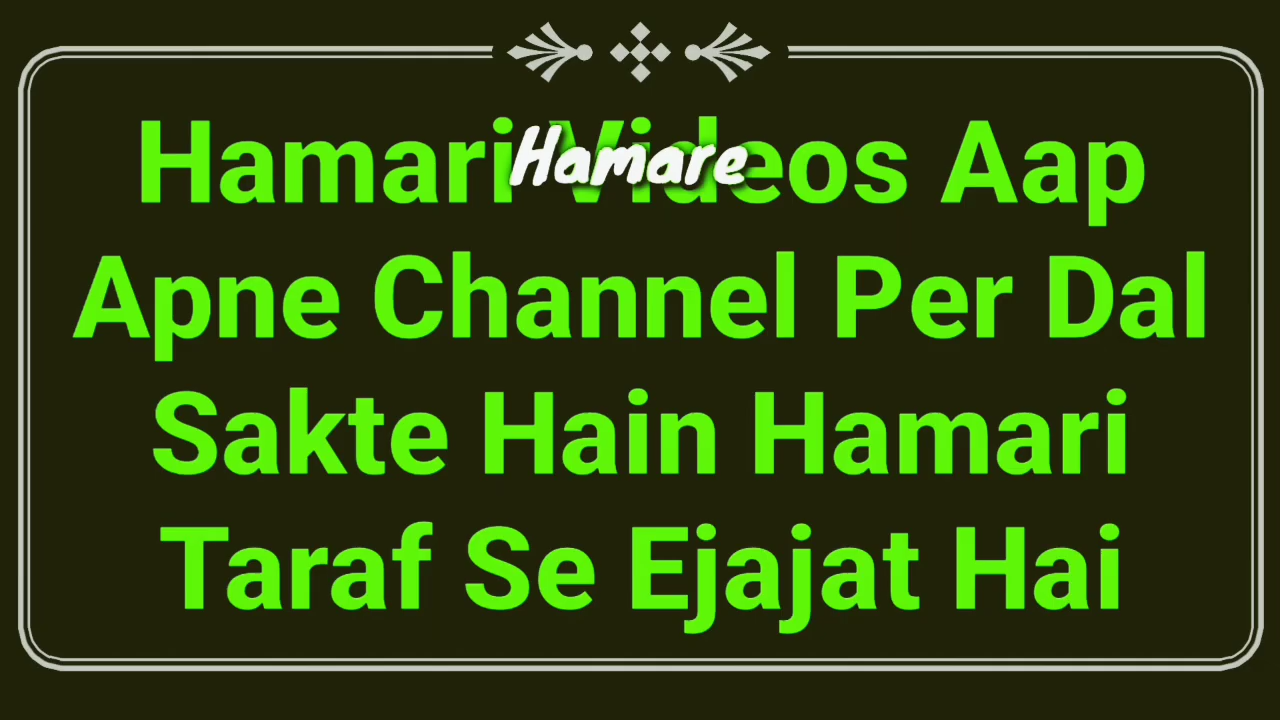 Hamari Videos Aap
Hamare
Apne Channel Per Dal
Sakte Hain Hamari
Taraf Se Ejajat Hai